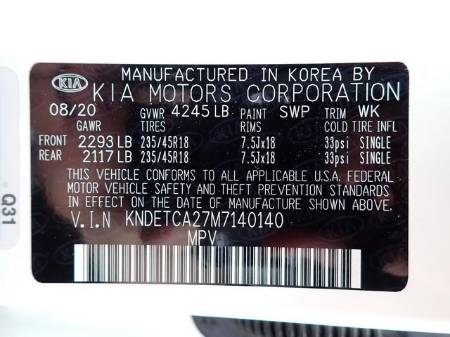 MANUFACTURED IN KOREA BY
KIA KIA MOTORS CORPORATION
08/20 GVWR 4245 LB PAINT SWP TRIM WK
GAWR TIRES RIMS COLD TIRE INFL
FRONT 2293 LB 235/45R18 7.5Jx18 33psi SINGLE
REAR 2117 LB 235/45R18 7.5Jx18 33psi SINGLE
THIS VEHICLE CONFORMS TO ALL APPLICABLE U.S.A. FEDERAL
MOTOR VEHICLE SAFETY AND THEFT PREVENTION STANDARDS
IN EFFECT ON THE DATE OF MANUFACTURE SHOWN ABOVE.
V.I.N KNDETCA27M7140140
MPV
Q31